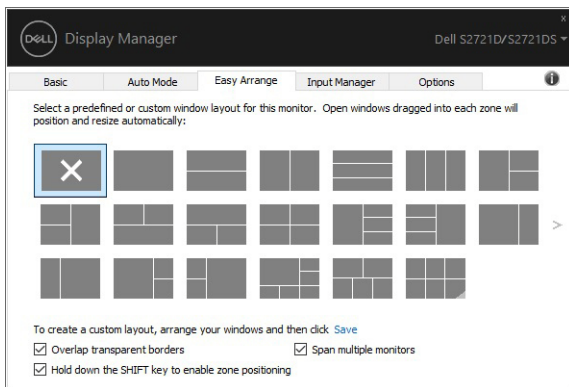 x
DELL Display Manager Dell S2721D/S2721DS
Basic Auto Mode Easy Arrange Input Manager Options
Select a predefined or custom window layout for this monitor. Open windows dragged into each zone will
position and resize automatically:
To create a custom layout, arrange your windows and then click Save
Overlap transparent borders Span multiple monitors
Hold down the SHIFT key to enable zone positioning